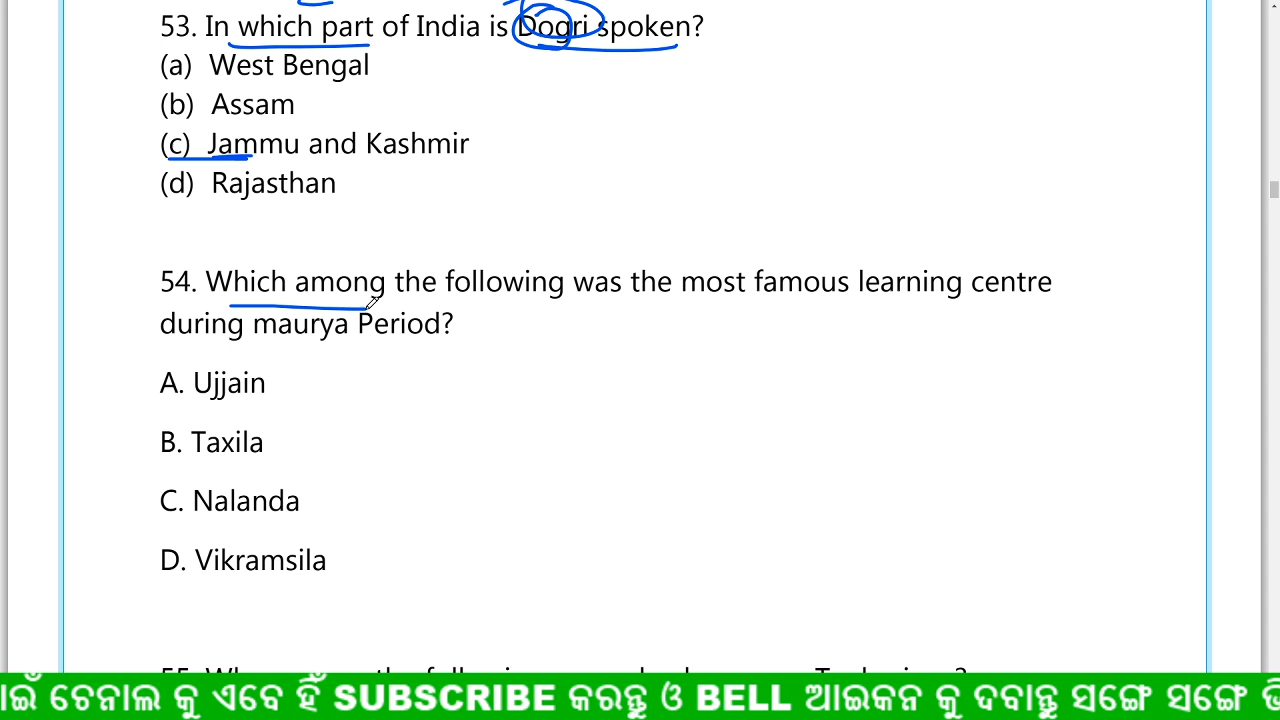 53. In which part of India is Dogri spoken?
(a) West Bengal
(b) Assam
(c) Jammu and Kashmir
(d) Rajasthan
54. Which among the following was the most famous learning centre
during maurya Period?
A. Ujjain
B. Taxila
C. Nalanda
D. Vikramsila
ଚେନାଲ କୁ ଏବେ ହିଁ SUBSCRIBE କରନ୍ତୁ ଓ BELL ଆଇକନ କୁ ଦବାନ୍ତୁ ସଙ୍ଗେ ସଙ୍ଗେ